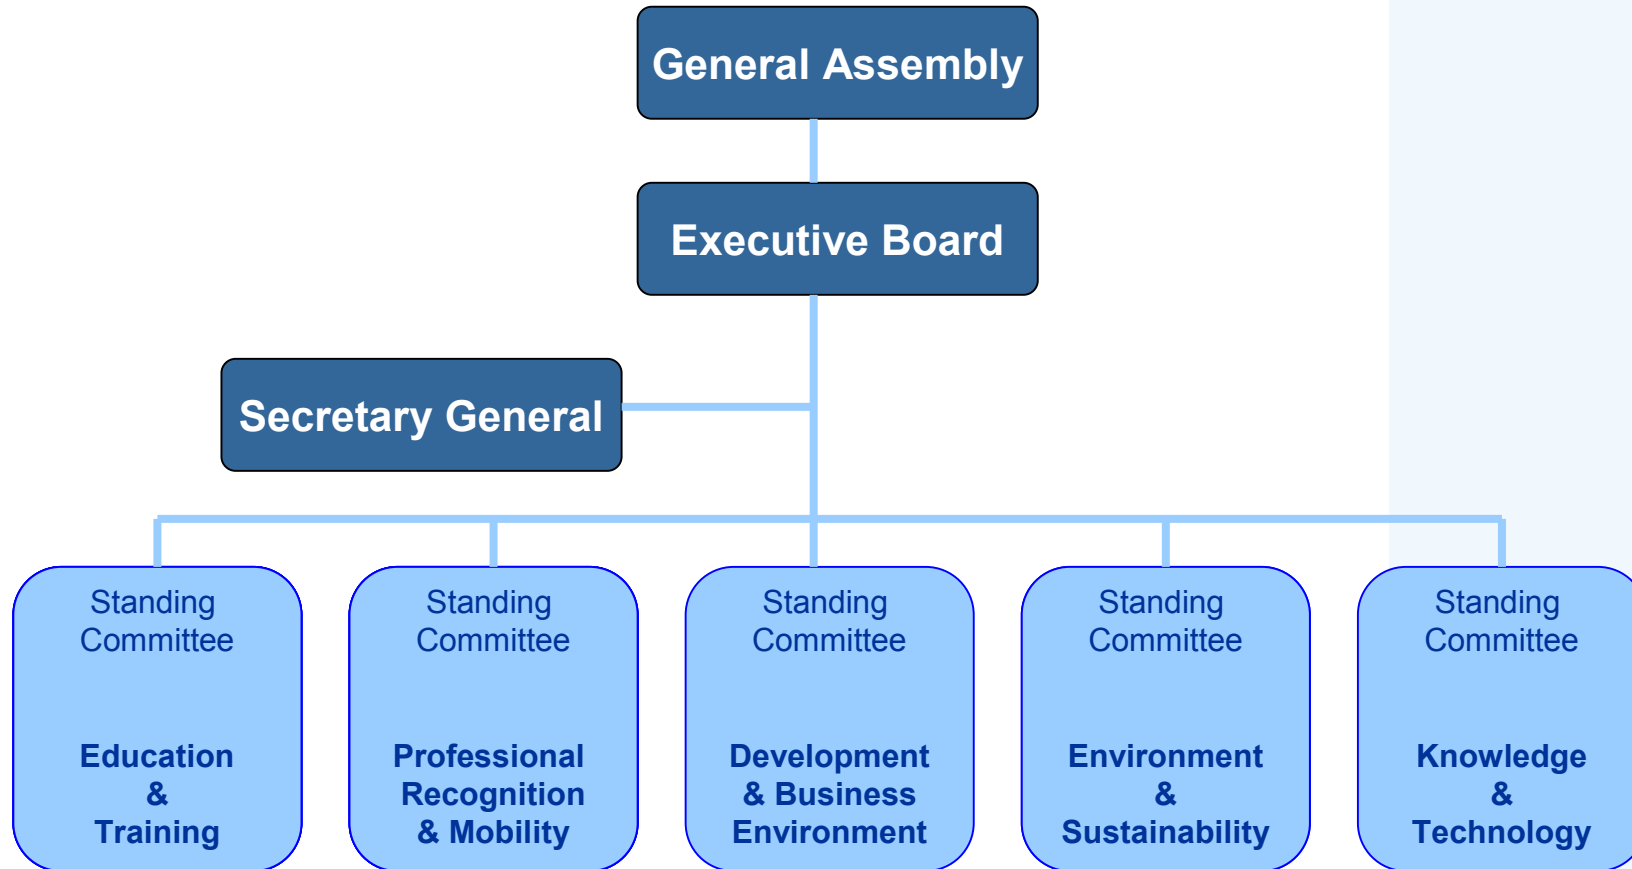 General Assembly
Executive Board
Secretary General
Standing
Committee
Education
&
Training
Standing
Committee
Professional
Recognition
& Mobility
Standing
Committee
Development
& Business
Environment
Standing
Committee
Environment
&
Sustainability
Standing
Committee
Knowledge
&
Technology